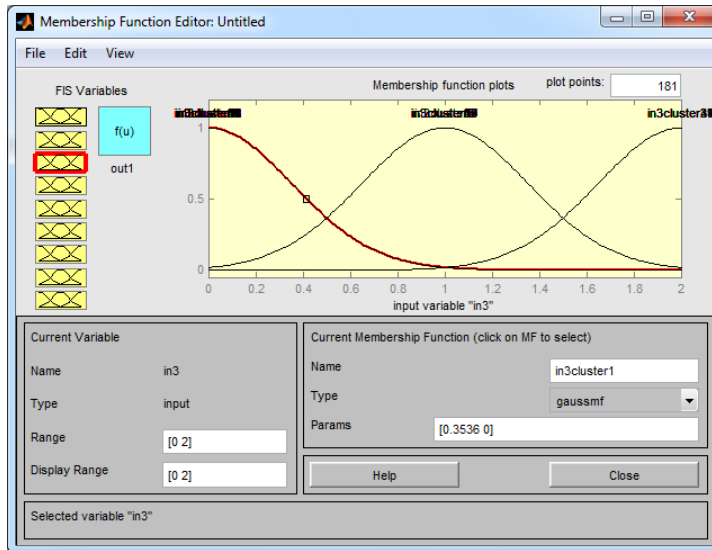 Membership Function Editor: Untitled
File Edit View
FIS Variables
Membership function plots plot points: 181
f(u)
out1
1
0.5
0
0 0.2 0.4 0.6 0.8 1 1.2 1.4 1.6 1.8 2
input variable "in3"
Current Variable
Name in3
Type input
Range [0 2]
Display Range [0 2]
Current Membership Function (click on MF to select)
Name in3cluster1
Type gaussmf
Params [0.3536 0]
Help Close
Selected variable "in3"